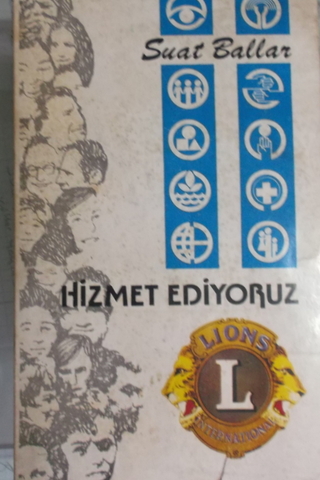 Suat Ballar
HİZMET EDİYORUZ
LIONS
L
INTERNATIONAL